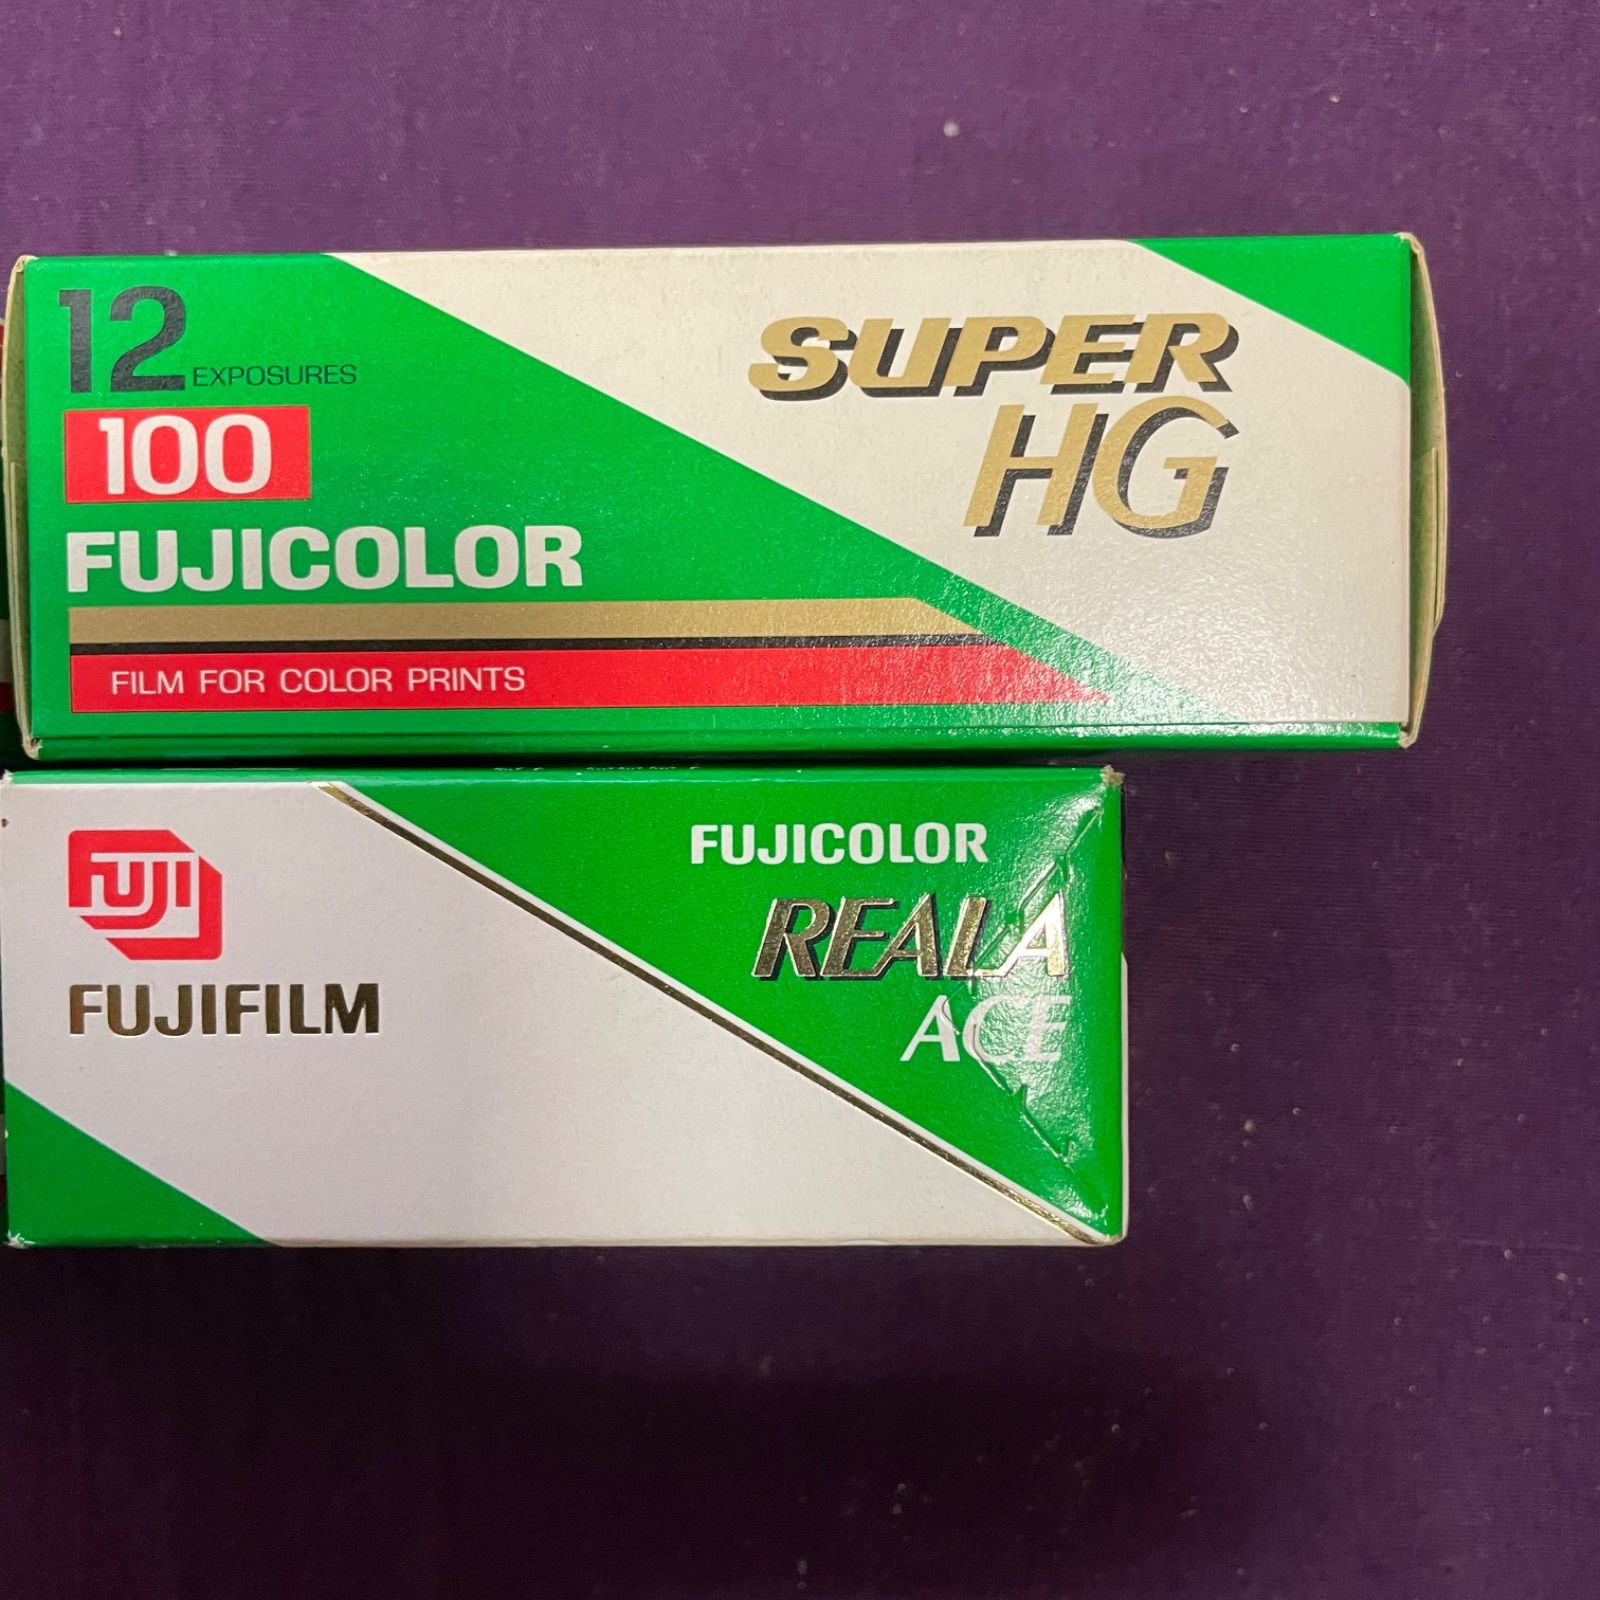 12 EXPOSURES
100
FUJICOLOR
FILM FOR COLOR PRINTS
SUPER
HG
FUJI
FUJIFILM
FUJICOLOR
REALA
ACE